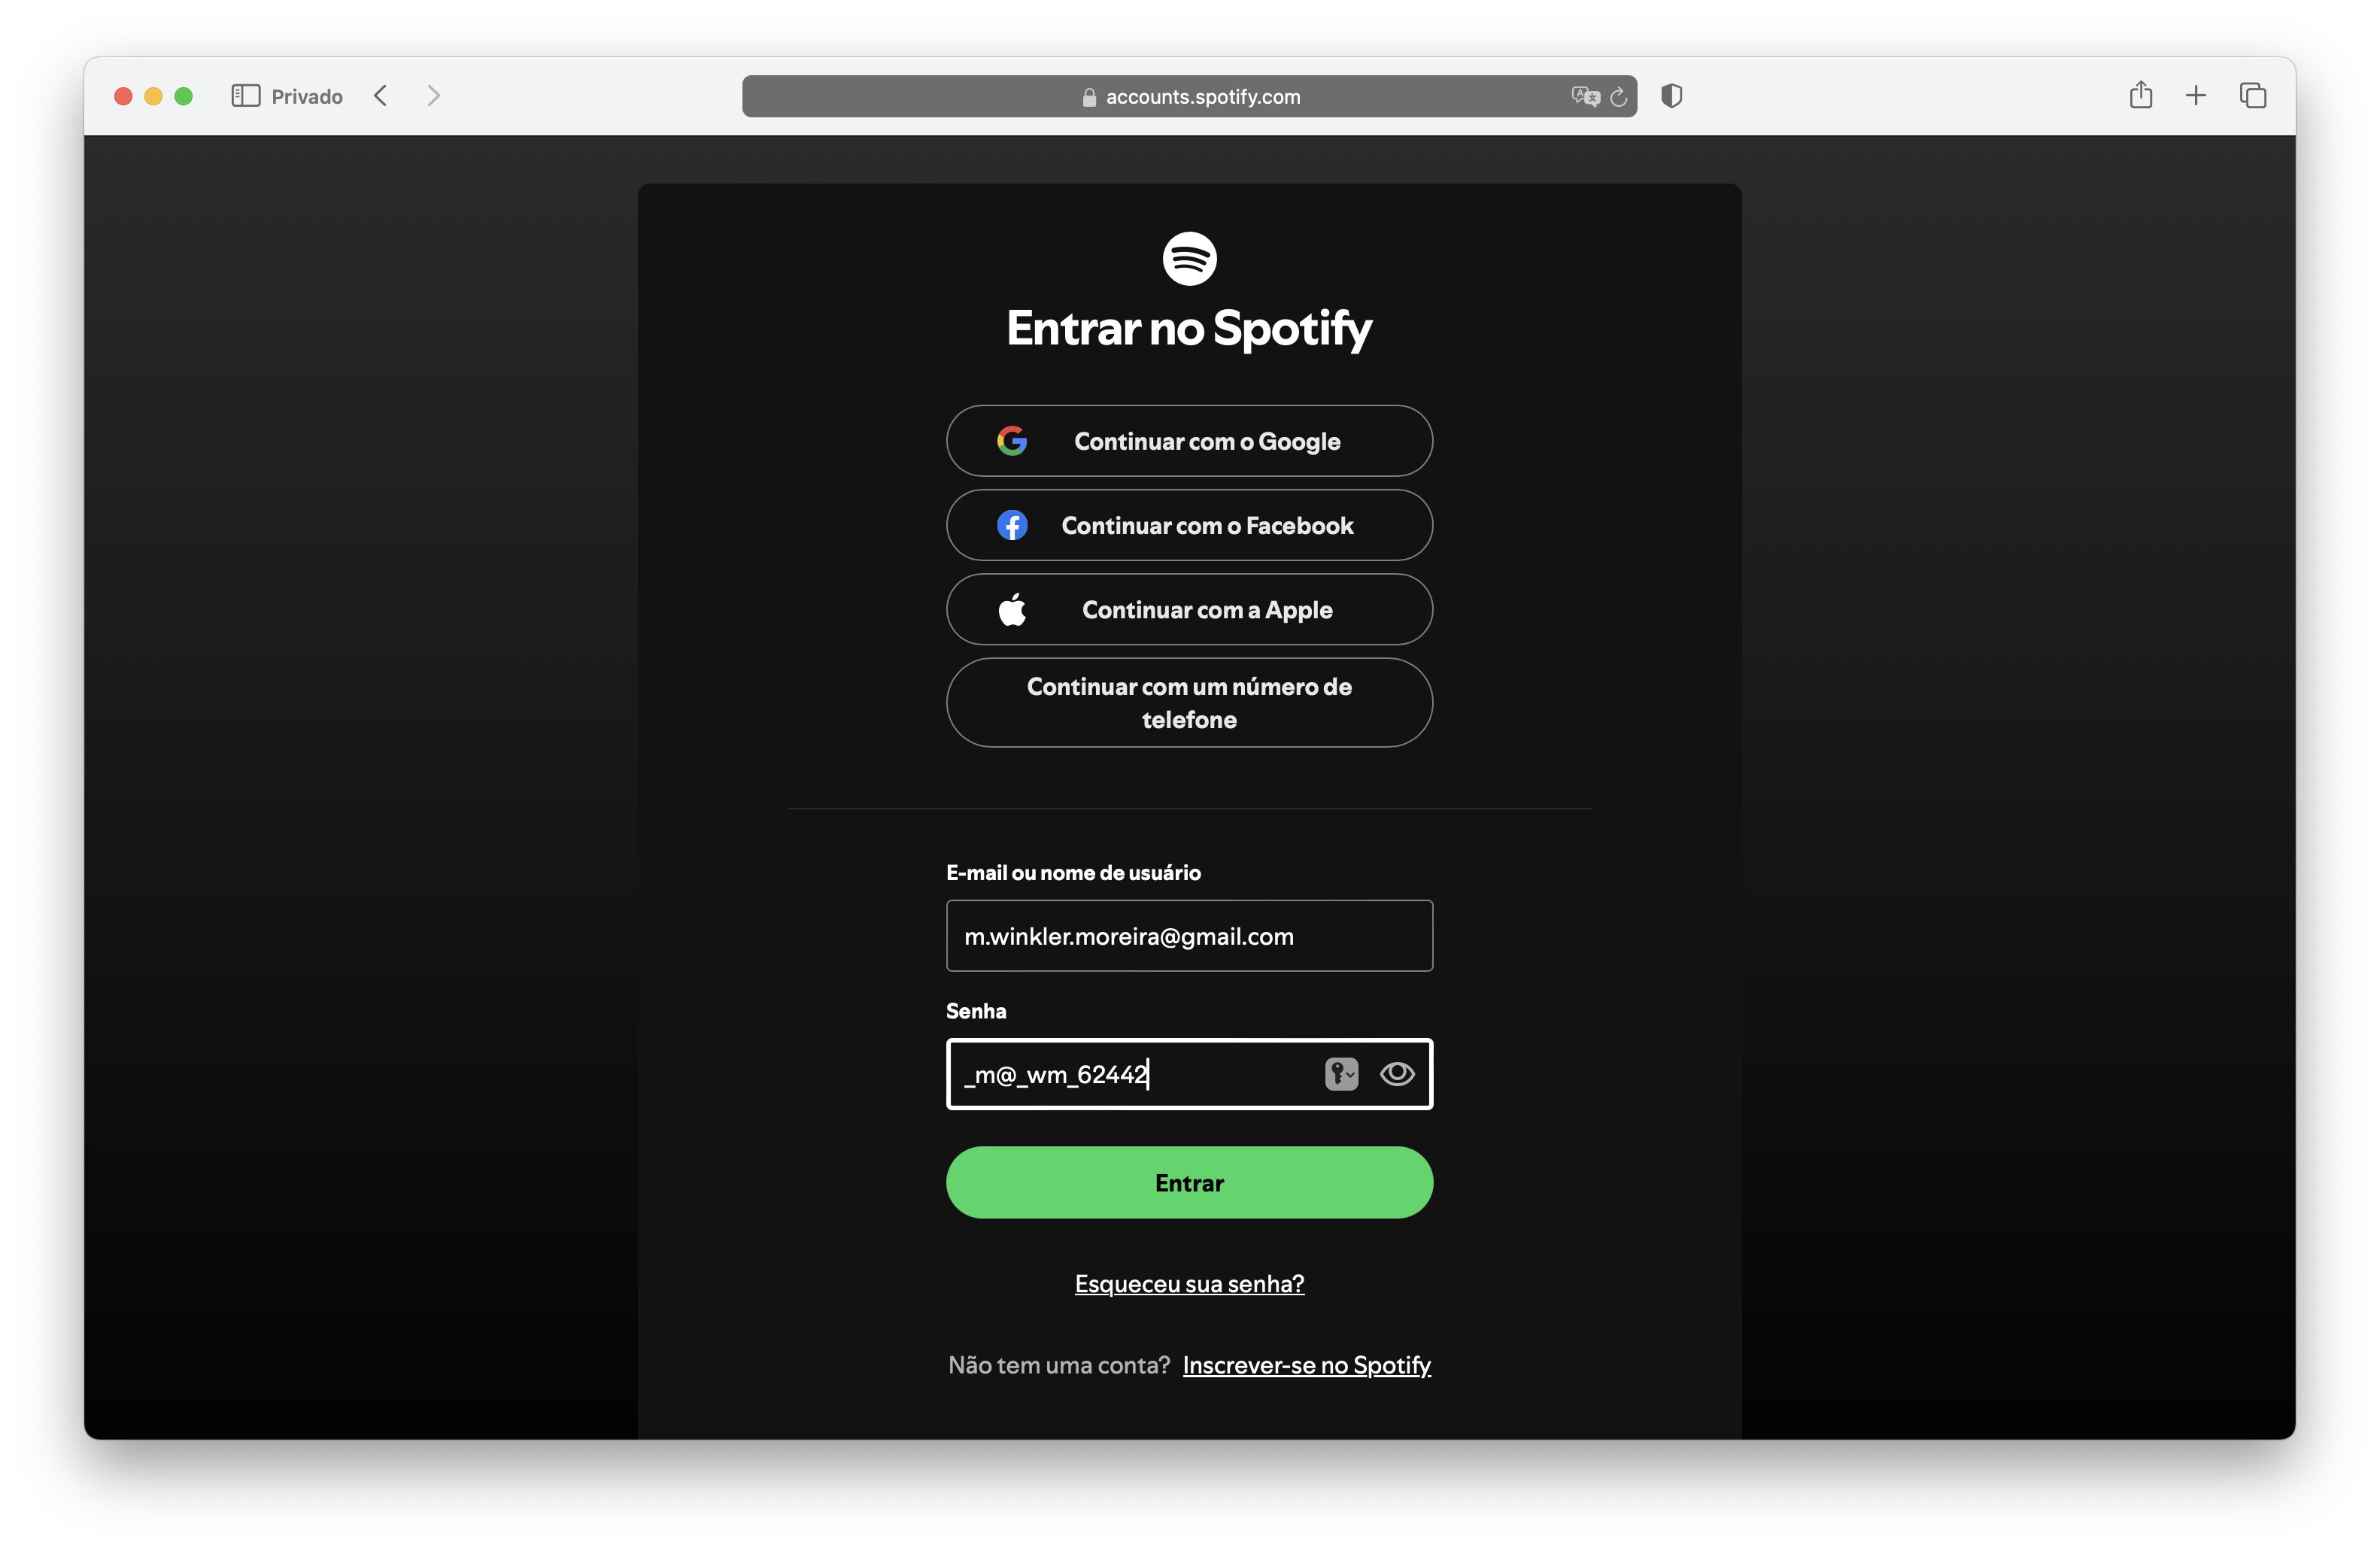 Privado
accounts.spotify.com
Entrar no Spotify
Continuar com o Google
Continuar com o Facebook
Continuar com a Apple
Continuar com um número de
telefone
E-mail ou nome de usuário
m.winkler.moreira@gmail.com
Senha
_m@_wm_62442
Entrar
Esqueceu sua senha?
Não tem uma conta? Inscrever-se no Spotify